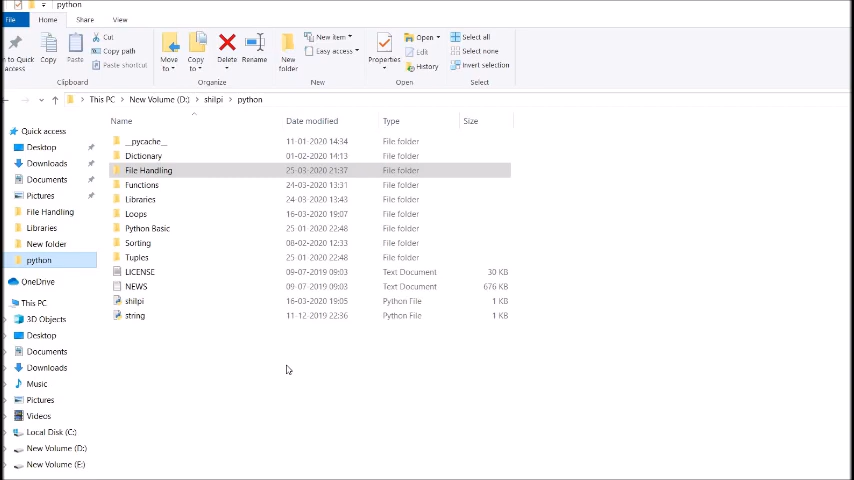 python
File Home Share View
Cut
Copy path
Paste shortcut
n to Quick access
Copy
Paste
Clipboard
Move to
Copy to
Delete
Rename
Organize
New folder
New item
Easy access
New
Properties
Open
Edit
History
Open
Select all
Select none
Invert selection
Select
This PC New Volume (D:) shilpi python
Quick access
Desktop
Downloads
Documents
Pictures
File Handling
Libraries
New folder
python
OneDrive
This PC
3D Objects
Desktop
Documents
Downloads
Music
Pictures
Videos
Local Disk (C:)
New Volume (D:)
New Volume (E:)
Name Date modified Type Size
__pycache__ 11-01-2020 14:34 File folder
Dictionary 01-02-2020 14:13 File folder
File Handling 25-03-2020 21:37 File folder
Functions 24-03-2020 13:31 File folder
Libraries 24-03-2020 13:43 File folder
Loops 16-03-2020 19:07 File folder
Python Basic 25-01-2020 22:48 File folder
Sorting 08-02-2020 12:33 File folder
Tuples 25-01-2020 22:48 File folder
LICENSE 09-07-2019 09:03 Text Document 30 KB
NEWS 09-07-2019 09:03 Text Document 676 KB
shilpi 16-03-2020 19:05 Python File 1 KB
string 11-12-2019 22:36 Python File 1 KB